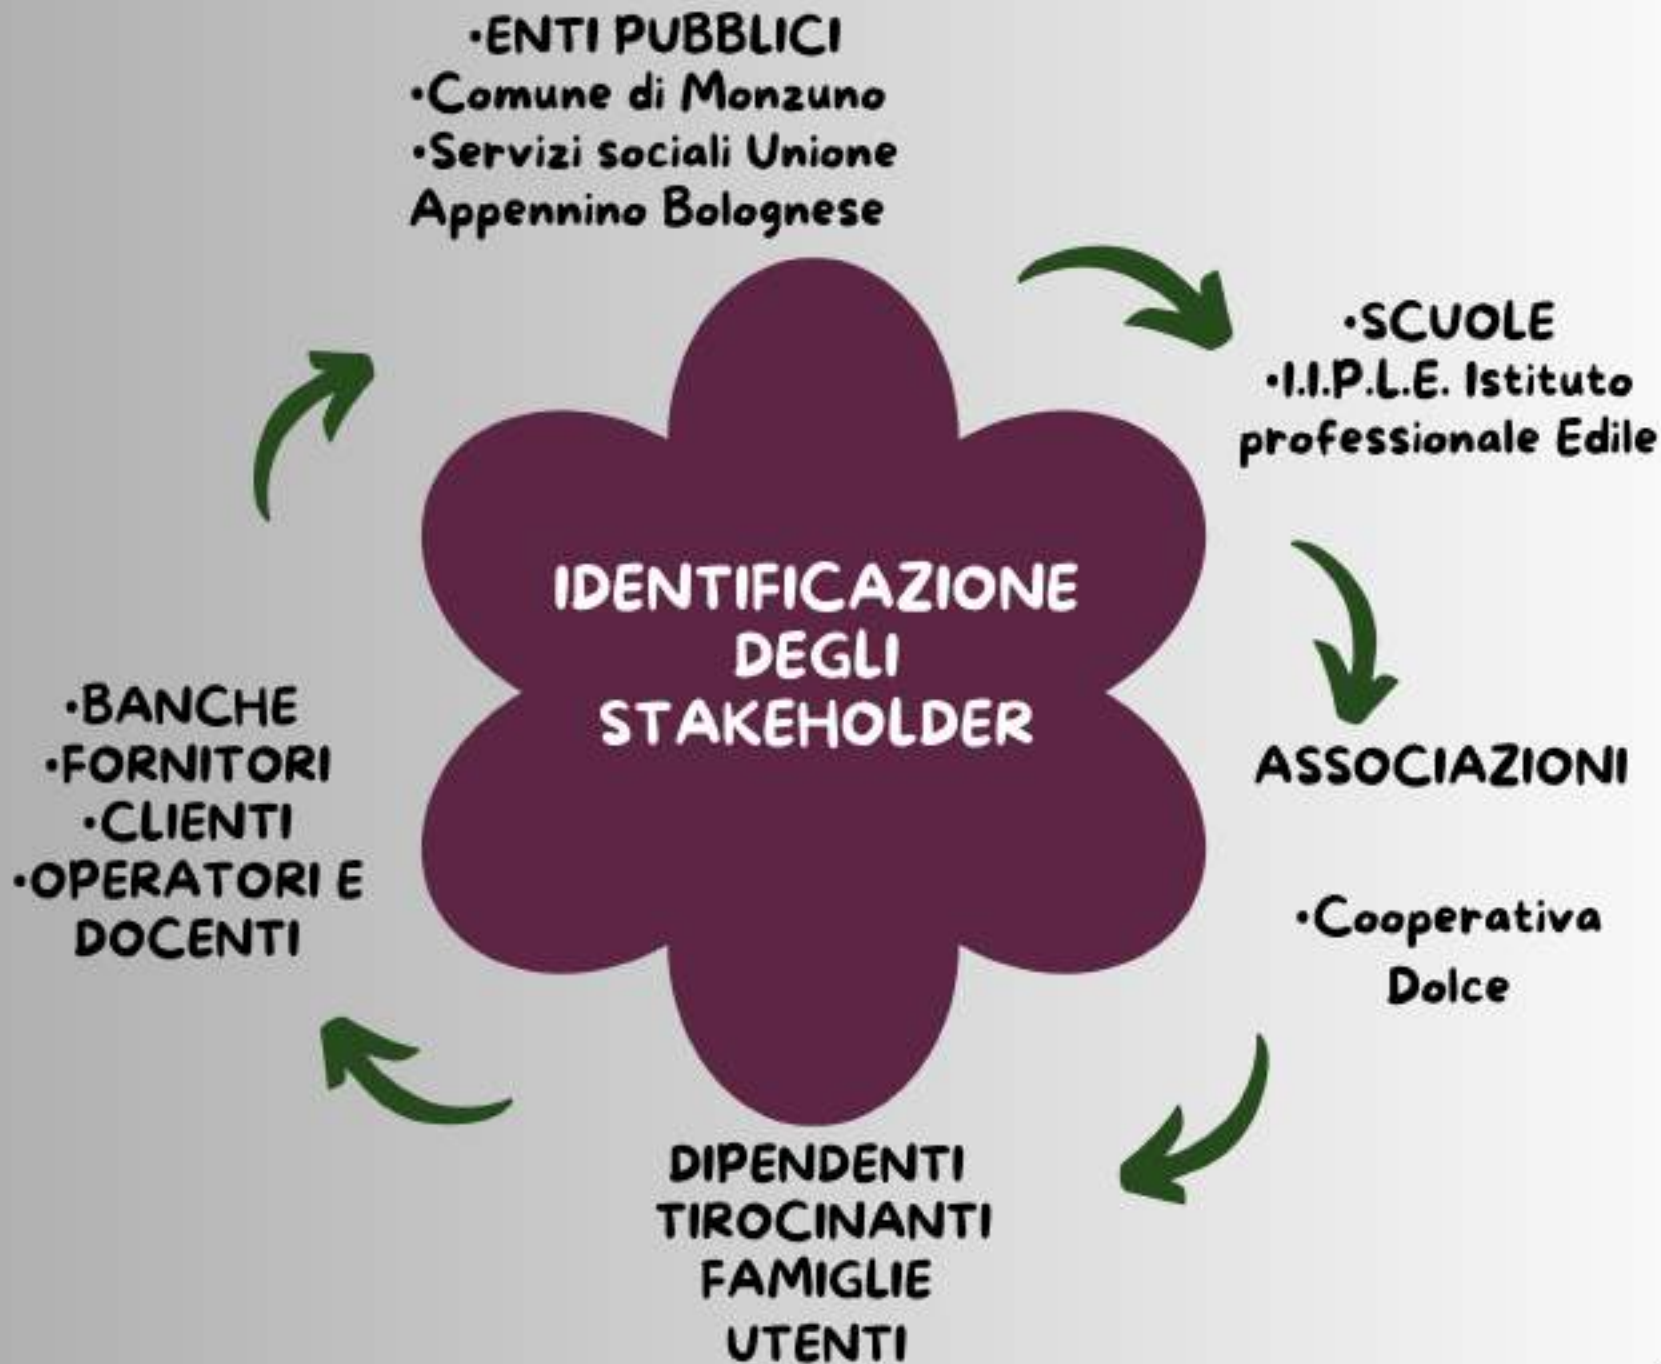 •ENTI PUBBLICI
•Comune di Monzuno
•Servizi sociali Unione
Appennino Bolognese
•SCUOLE
•I.I.P.L.E. Istituto
professionale Edile
IDENTIFICAZIONE
DEGLI
STAKEHOLDER
ASSOCIAZIONI
•Cooperativa
Dolce
DIPENDENTI
TIROCINANTI
FAMIGLIE
UTENTI
•BANCHE
•FORNITORI
•CLIENTI
•OPERATORI E
DOCENTI